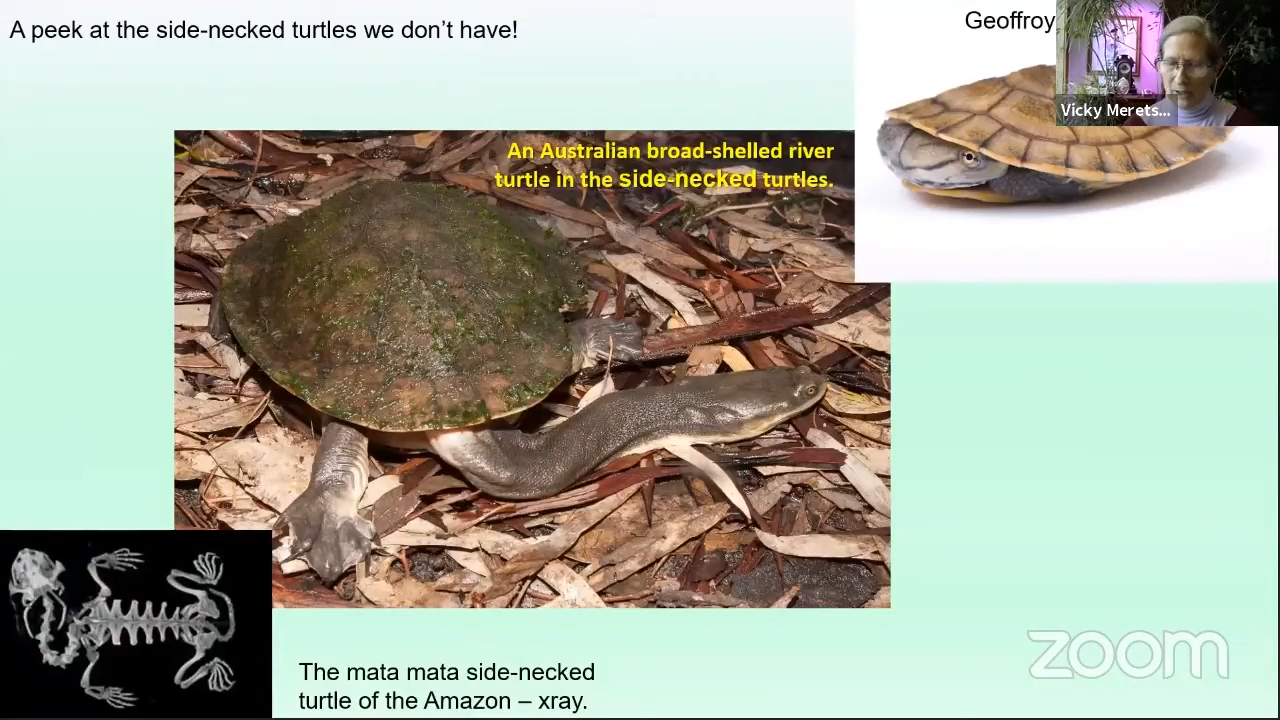 A peek at the side-necked turtles we don’t have!
Geoffroy
Vicky Merets...
An Australian broad-shelled river
turtle in the side-necked turtles.
The mata mata side-necked
turtle of the Amazon – xray.
zoom